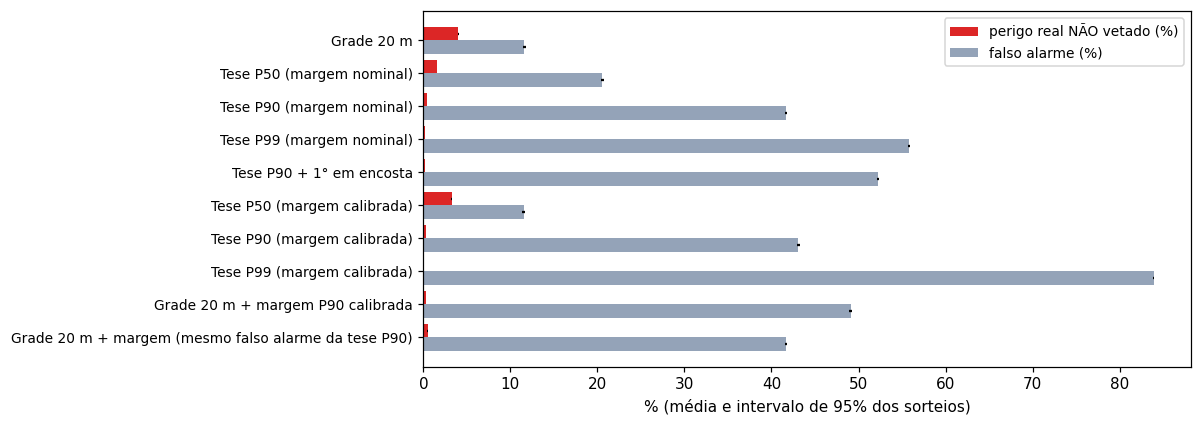 perigo real NÃO vetado (%)
falso alarme (%)
Grade 20 m
Tese P50 (margem nominal)
Tese P90 (margem nominal)
Tese P99 (margem nominal)
Tese P90 + 1° em encosta
Tese P50 (margem calibrada)
Tese P90 (margem calibrada)
Tese P99 (margem calibrada)
Grade 20 m + margem P90 calibrada
Grade 20 m + margem (mesmo falso alarme da tese P90)
0 10 20 30 40 50 60 70 80
% (média e intervalo de 95% dos sorteios)